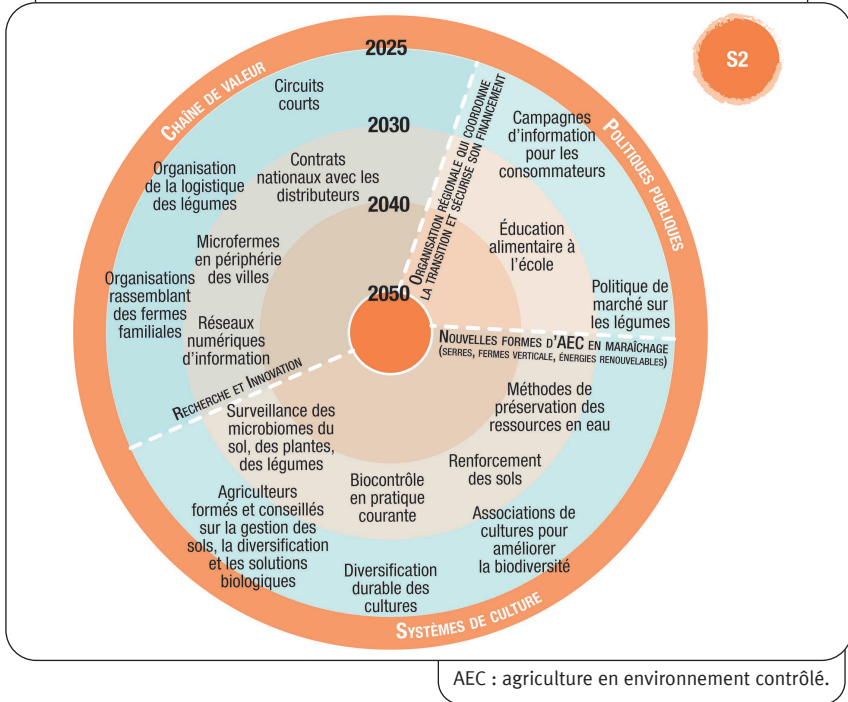 S2
CHAÎNE DE VALEUR
POLITIQUES PUBLIQUES
SYSTÈMES DE CULTURE
2025
2030
2040
2050
Circuits
courts
Organisation
de la logistique
des légumes
Contrats
nationaux avec les
distributeurs
Microfermes
en périphérie
des villes
Organisations
rassemblant
des fermes
familiales
Réseaux
numériques
d'information
ORGANISATION RÉGIONALE QUI COORDONNE
LA TRANSITION ET SÉCURISE SON FINANCEMENT
Campagnes
d'information
pour les
consommateurs
Éducation
alimentaire à
l'école
Politique de
marché sur
les légumes
NOUVELLES FORMES D'AEC EN MARAÎCHAGE
(SERRES, FERMES VERTICALE, ÉNERGIES RENOUVELABLES)
RECHERCHE ET INNOVATION
Surveillance des
microbiomes du
sol, des plantes,
des légumes
Méthodes de
préservation des
ressources en eau
Renforcement
des sols
Biocontrôle
en pratique
courante
Agriculteurs
formés et conseillés
sur la gestion des
sols, la diversification
et les solutions
biologiques
Associations de
cultures pour
améliorer
la biodiversité
Diversification
durable des
cultures
AEC : agriculture en environnement contrôlé.